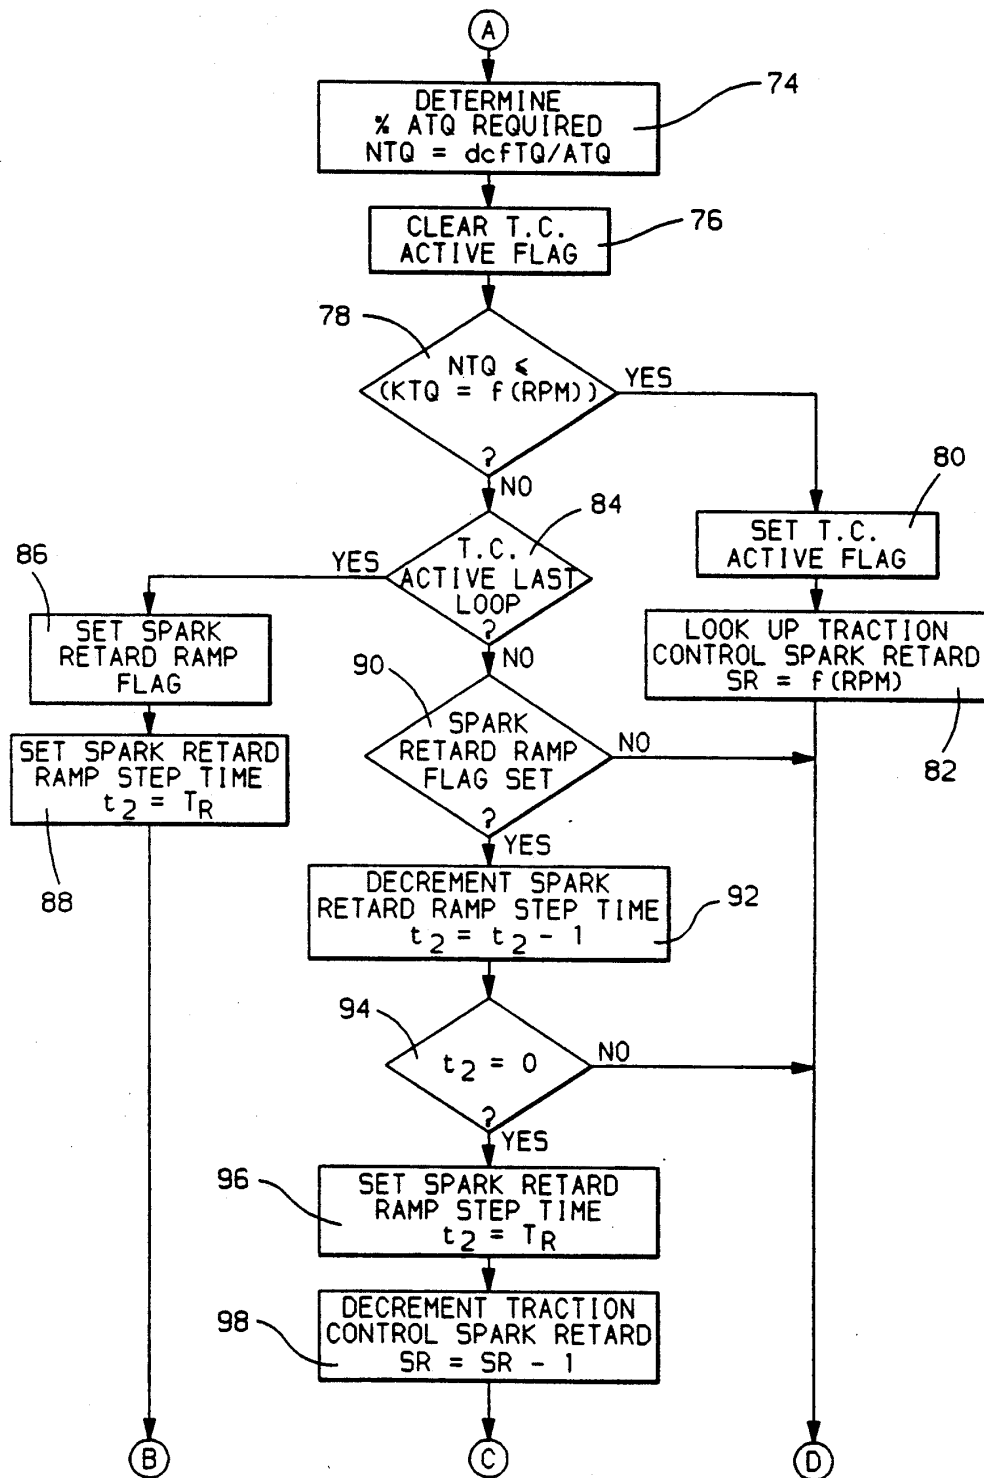 A
74
DETERMINE
% ATQ REQUIRED
NTQ = dcfTQ/ATQ
76
CLEAR T.C.
ACTIVE FLAG
78
NTQ ≤
(KTQ = f(RPM))
?
YES
NO
80
SET T.C.
ACTIVE FLAG
84
T.C.
ACTIVE LAST
LOOP
?
YES
NO
86
SET SPARK
RETARD RAMP
FLAG
LOOK UP TRACTION
CONTROL SPARK RETARD
SR = f(RPM)
82
90
SPARK
RETARD RAMP
FLAG SET
?
NO
YES
SET SPARK RETARD
RAMP STEP TIME
t2 = TR
88
DECREMENT SPARK
RETARD RAMP STEP TIME
t2 = t2 - 1
92
94
t2 = 0
?
NO
YES
96
SET SPARK RETARD
RAMP STEP TIME
t2 = TR
98
DECREMENT TRACTION
CONTROL SPARK RETARD
SR = SR - 1
B
C
D